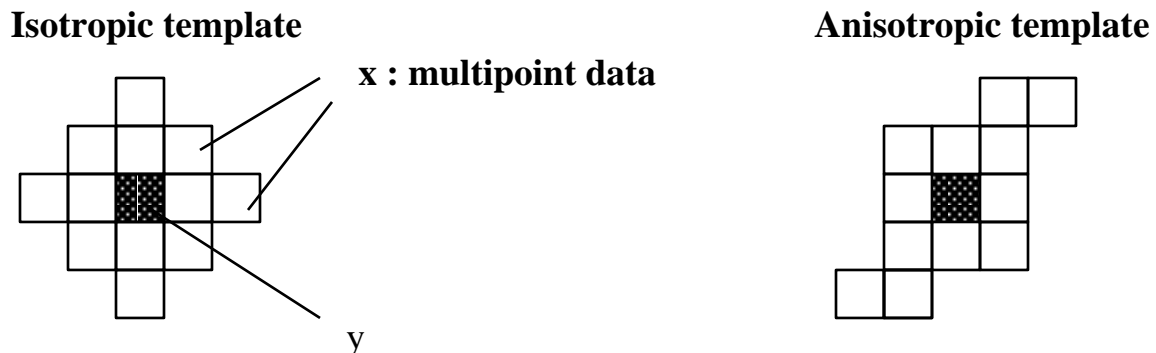 Isotropic template
Anisotropic template
x : multipoint data
y